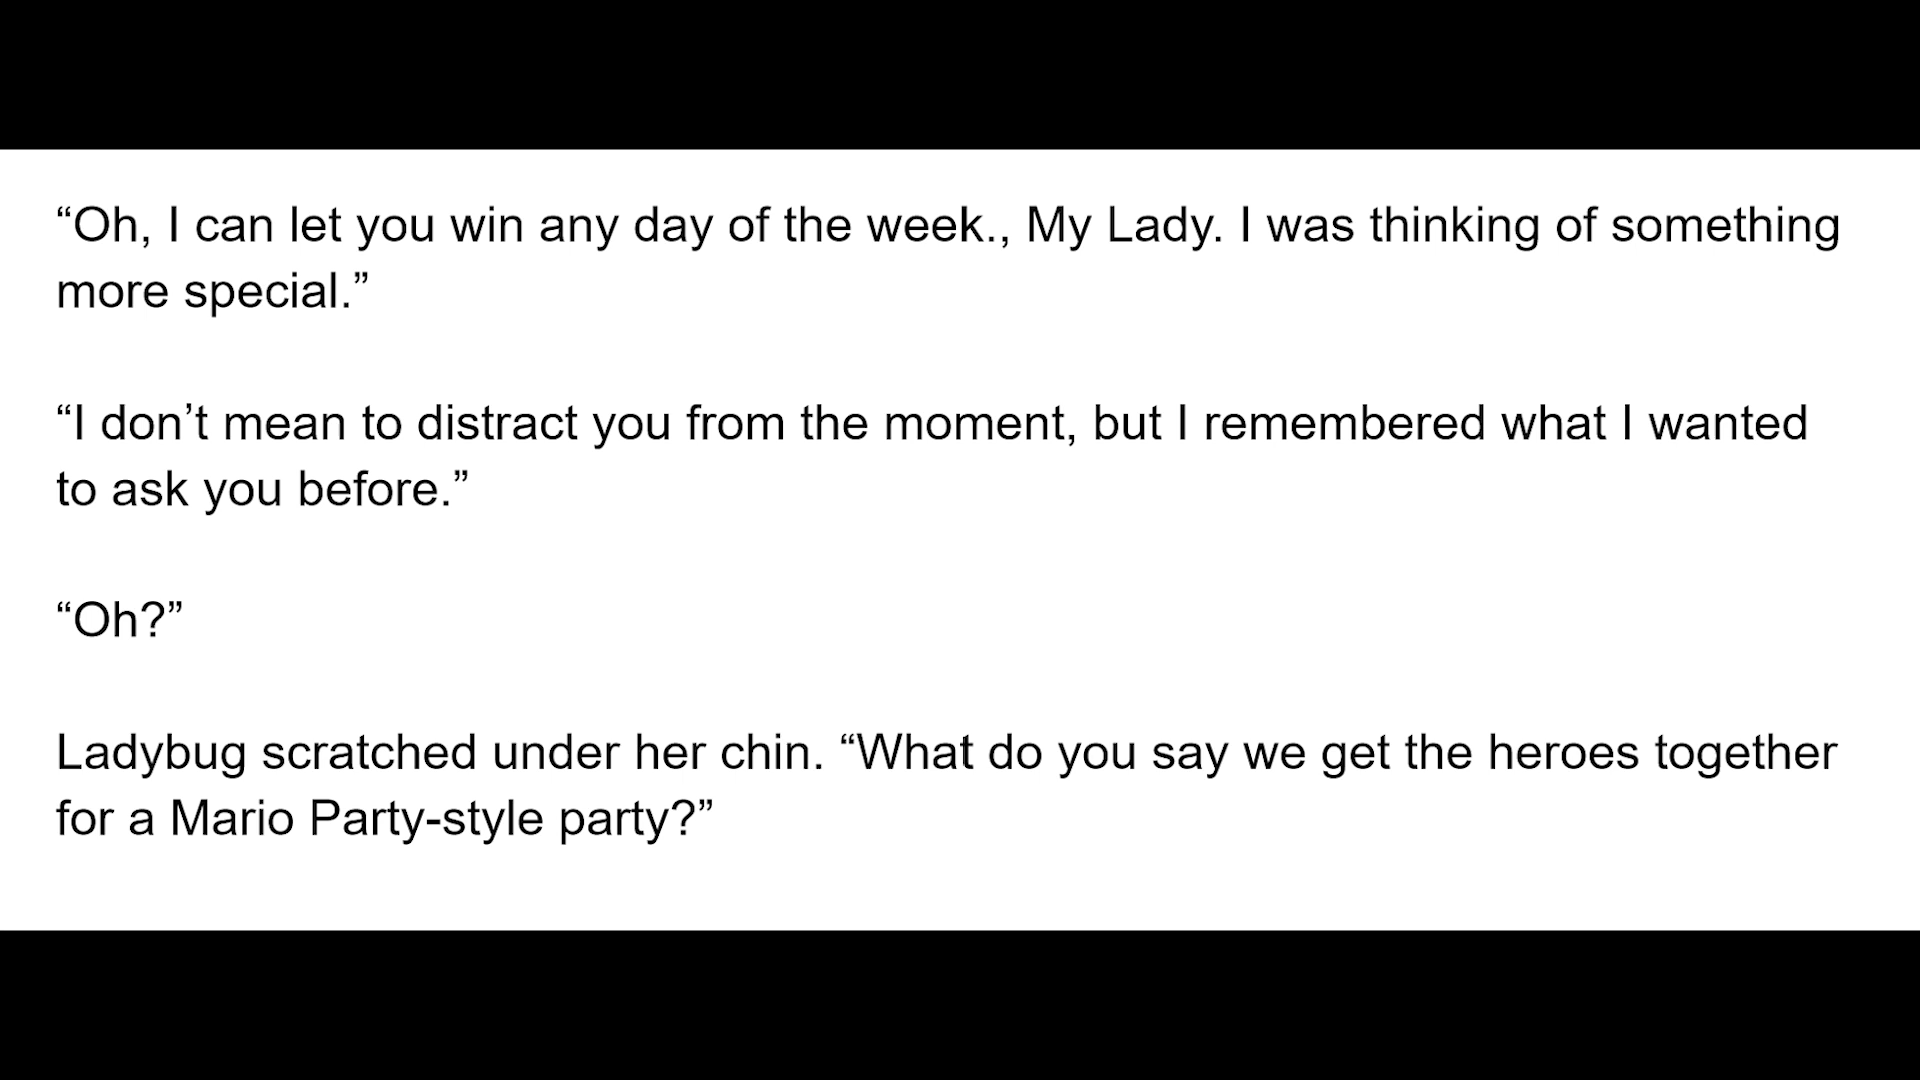 “Oh, I can let you win any day of the week., My Lady. I was thinking of something
more special.”
“I don’t mean to distract you from the moment, but I remembered what I wanted
to ask you before.”
“Oh?”
Ladybug scratched under her chin. “What do you say we get the heroes together
for a Mario Party-style party?”